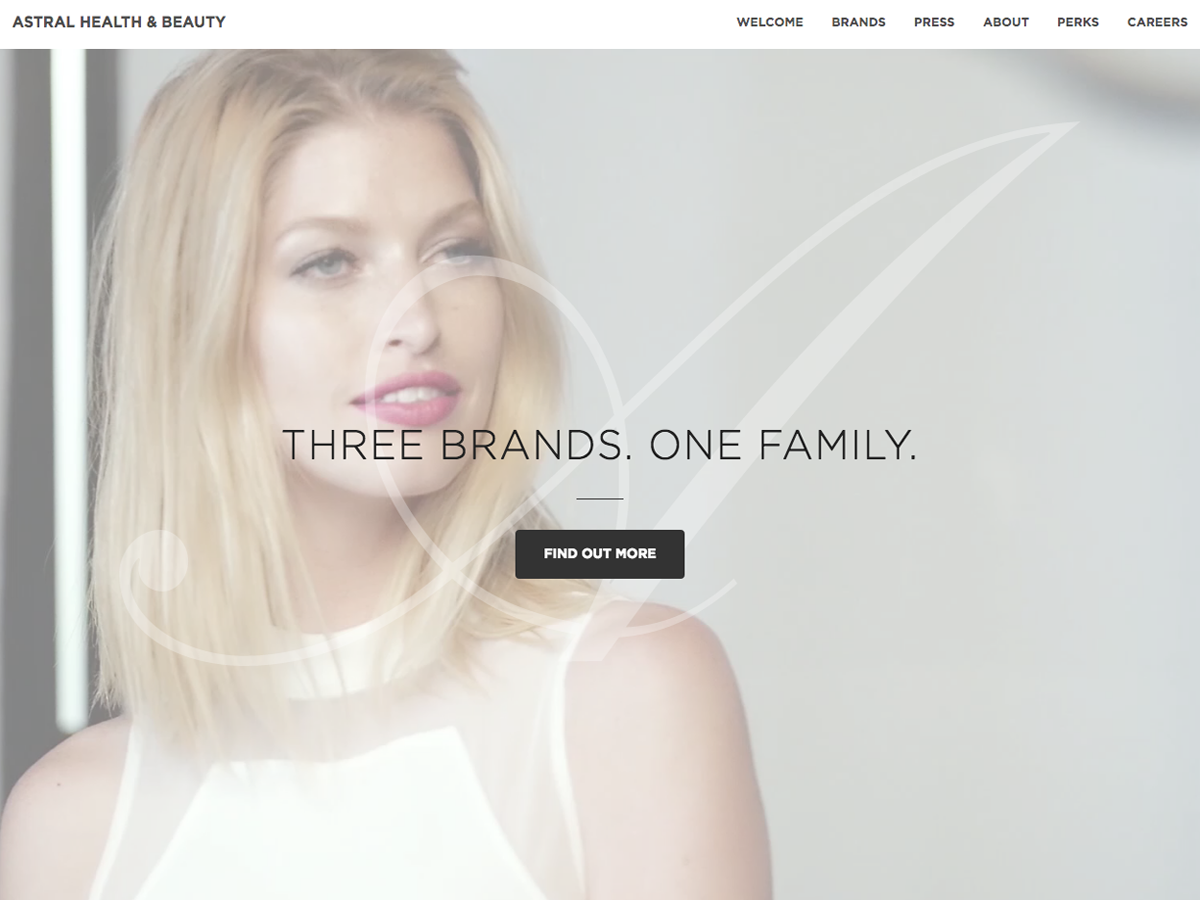 ASTRAL HEALTH & BEAUTY
WELCOME BRANDS PRESS ABOUT PERKS CAREERS
THREE BRANDS. ONE FAMILY.
FIND OUT MORE